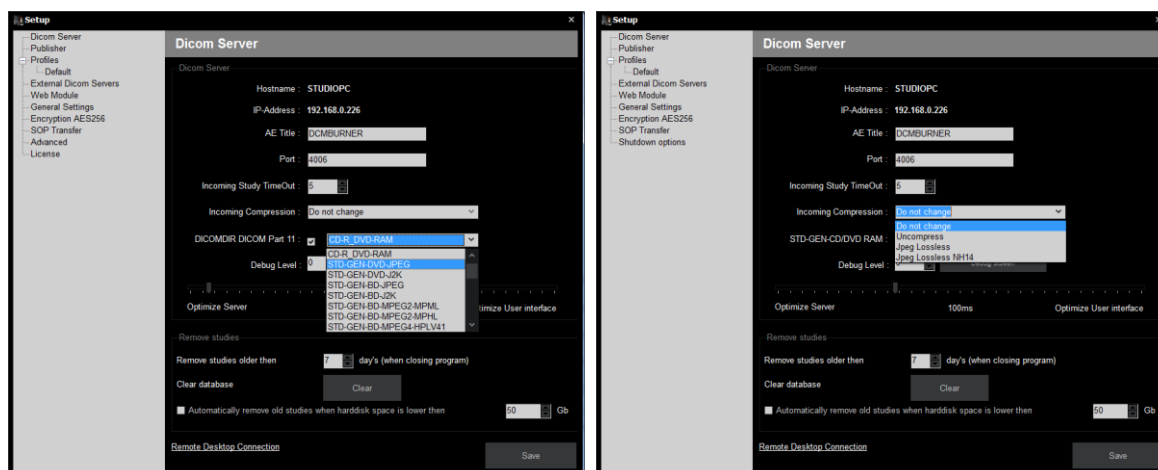 Setup
Dicom Server
Publisher
Profiles
Default
External Dicom Servers
Web Module
General Settings
Encryption AES256
SOP Transfer
Advanced
License
Dicom Server
Dicom Server
Hostname : STUDIOPC
IP-Address : 192.168.0.226
AE Title : DCMBURNER
Port : 4006
Incoming Study TimeOut : 5
Incoming Compression : Do not change
DICOMDIR DICOM Part 11 : CD-R_DVD-RAM
CD-R_DVD-RAM
Debug Level : 0
STD-GEN-DVD-JPEG
STD-GEN-DVD-J2K
STD-GEN-BD-JPEG
STD-GEN-BD-J2K
STD-GEN-BD-MPEG2-MPML
STD-GEN-BD-MPEG2-MPHL
STD-GEN-BD-MPEG4-HPLV41
Optimize Server
timize User interface
Remove studies
Remove studies older then 7 day's (when closing program)
Clear database Clear
Automatically remove old studies when harddisk space is lower then 50 Gb
Remote Desktop Connection
Save
Setup
Dicom Server
Publisher
Profiles
Default
External Dicom Servers
Web Module
General Settings
Encryption AES256
SOP Transfer
Shutdown options
Dicom Server
Dicom Server
Hostname : STUDIOPC
IP-Address : 192.168.0.226
AE Title : DCMBURNER
Port : 4006
Incoming Study TimeOut : 5
Incoming Compression : Do not change
Do not change
Uncompress
Jpeg Lossless
Jpeg Lossless NH14
STD-GEN-CD/DVD RAM :
Debug Level :
Optimize Server 100ms Optimize User interface
Remove studies
Remove studies older then 7 day's (when closing program)
Clear database Clear
Automatically remove old studies when harddisk space is lower then 50 Gb
Remote Desktop Connection
Save